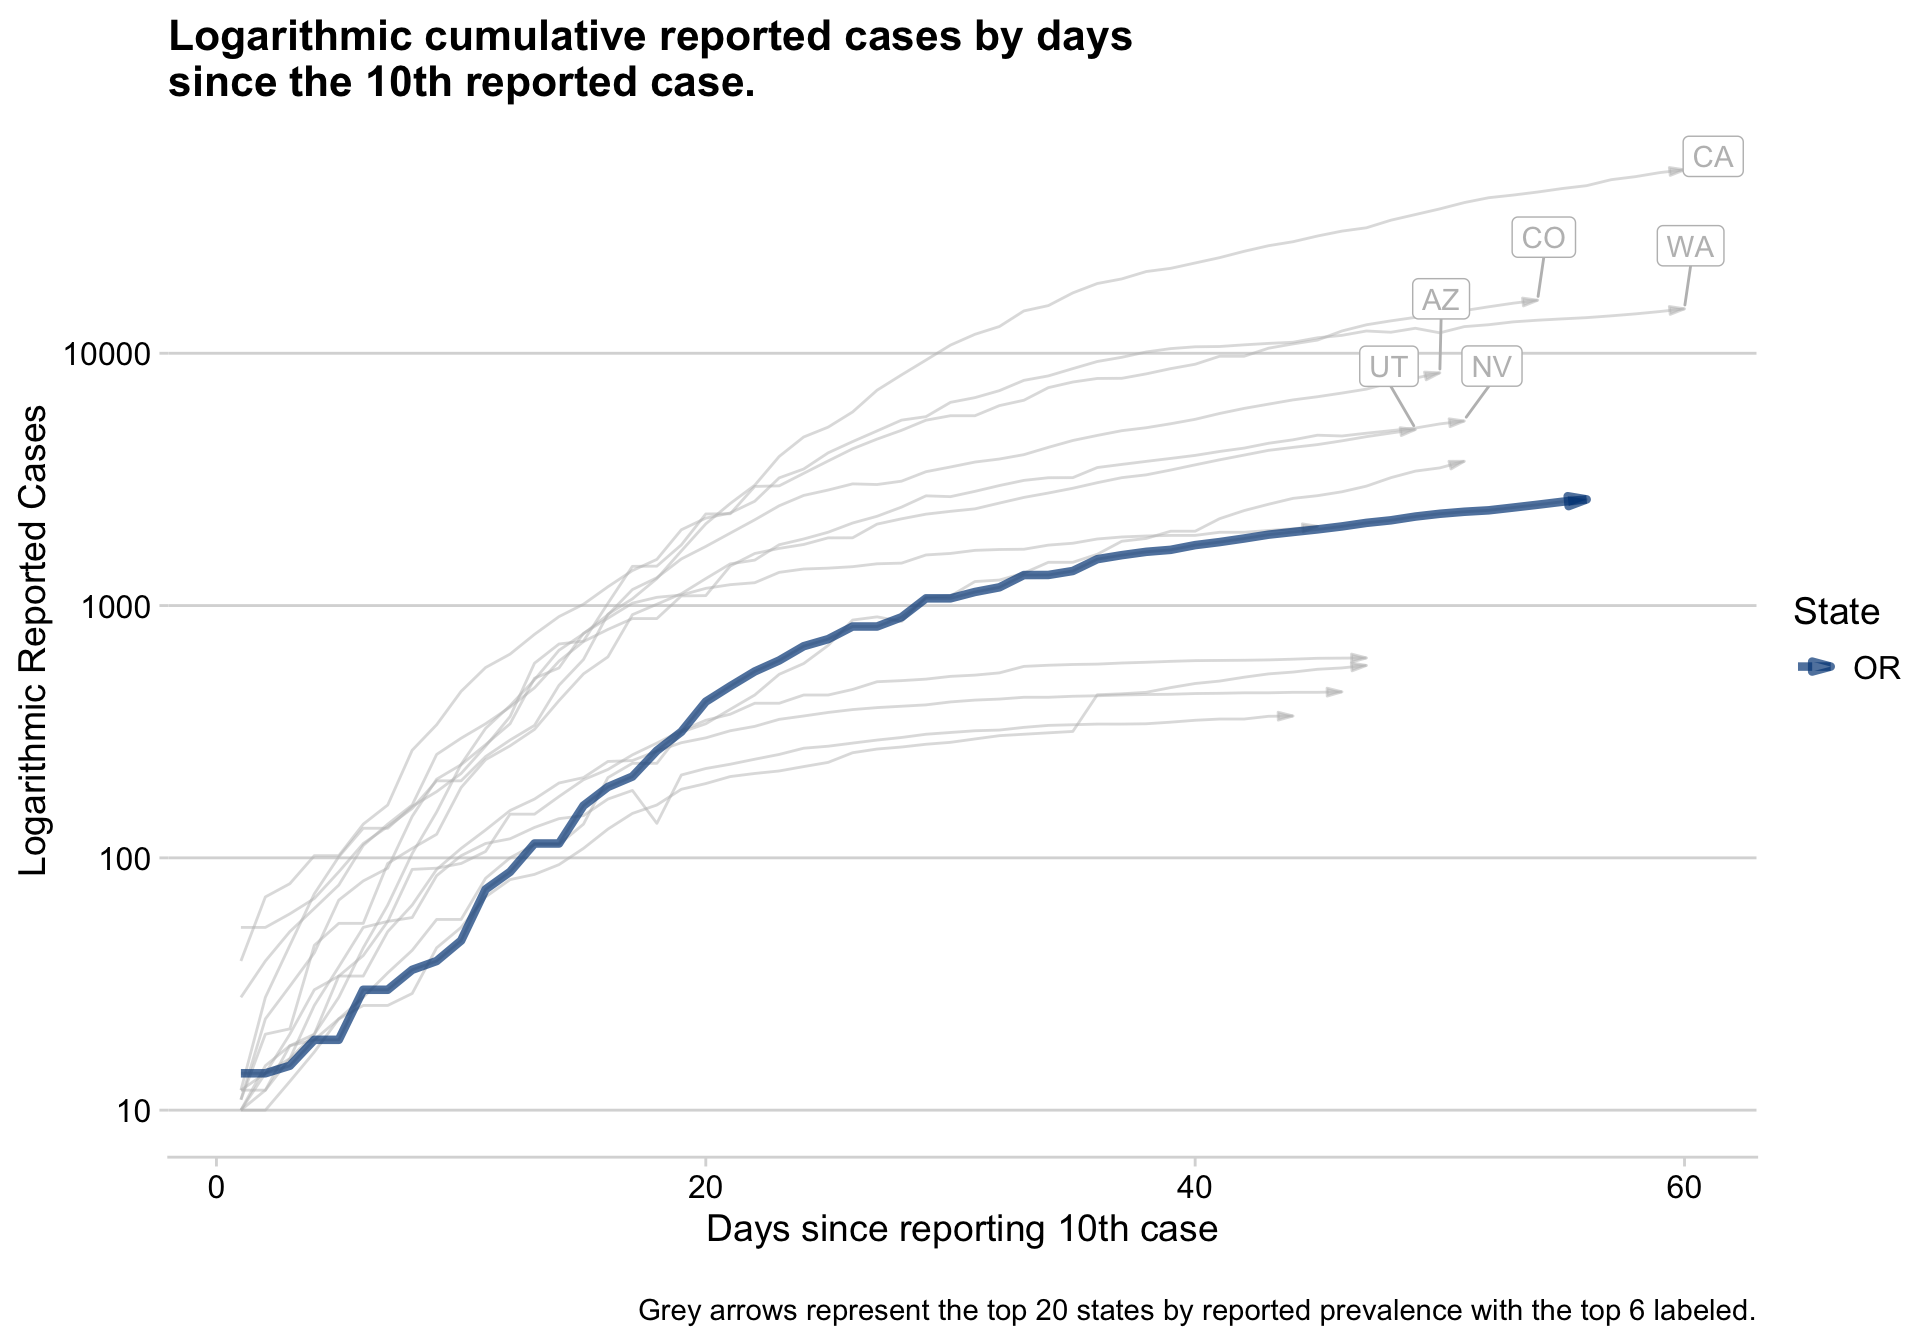 Logarithmic cumulative reported cases by days
since the 10th reported case.
CA
CO
WA
AZ
UT
NV
10000
1000
100
10
Logarithmic Reported Cases
State
OR
0
20
40
60
Days since reporting 10th case
Grey arrows represent the top 20 states by reported prevalence with the top 6 labeled.